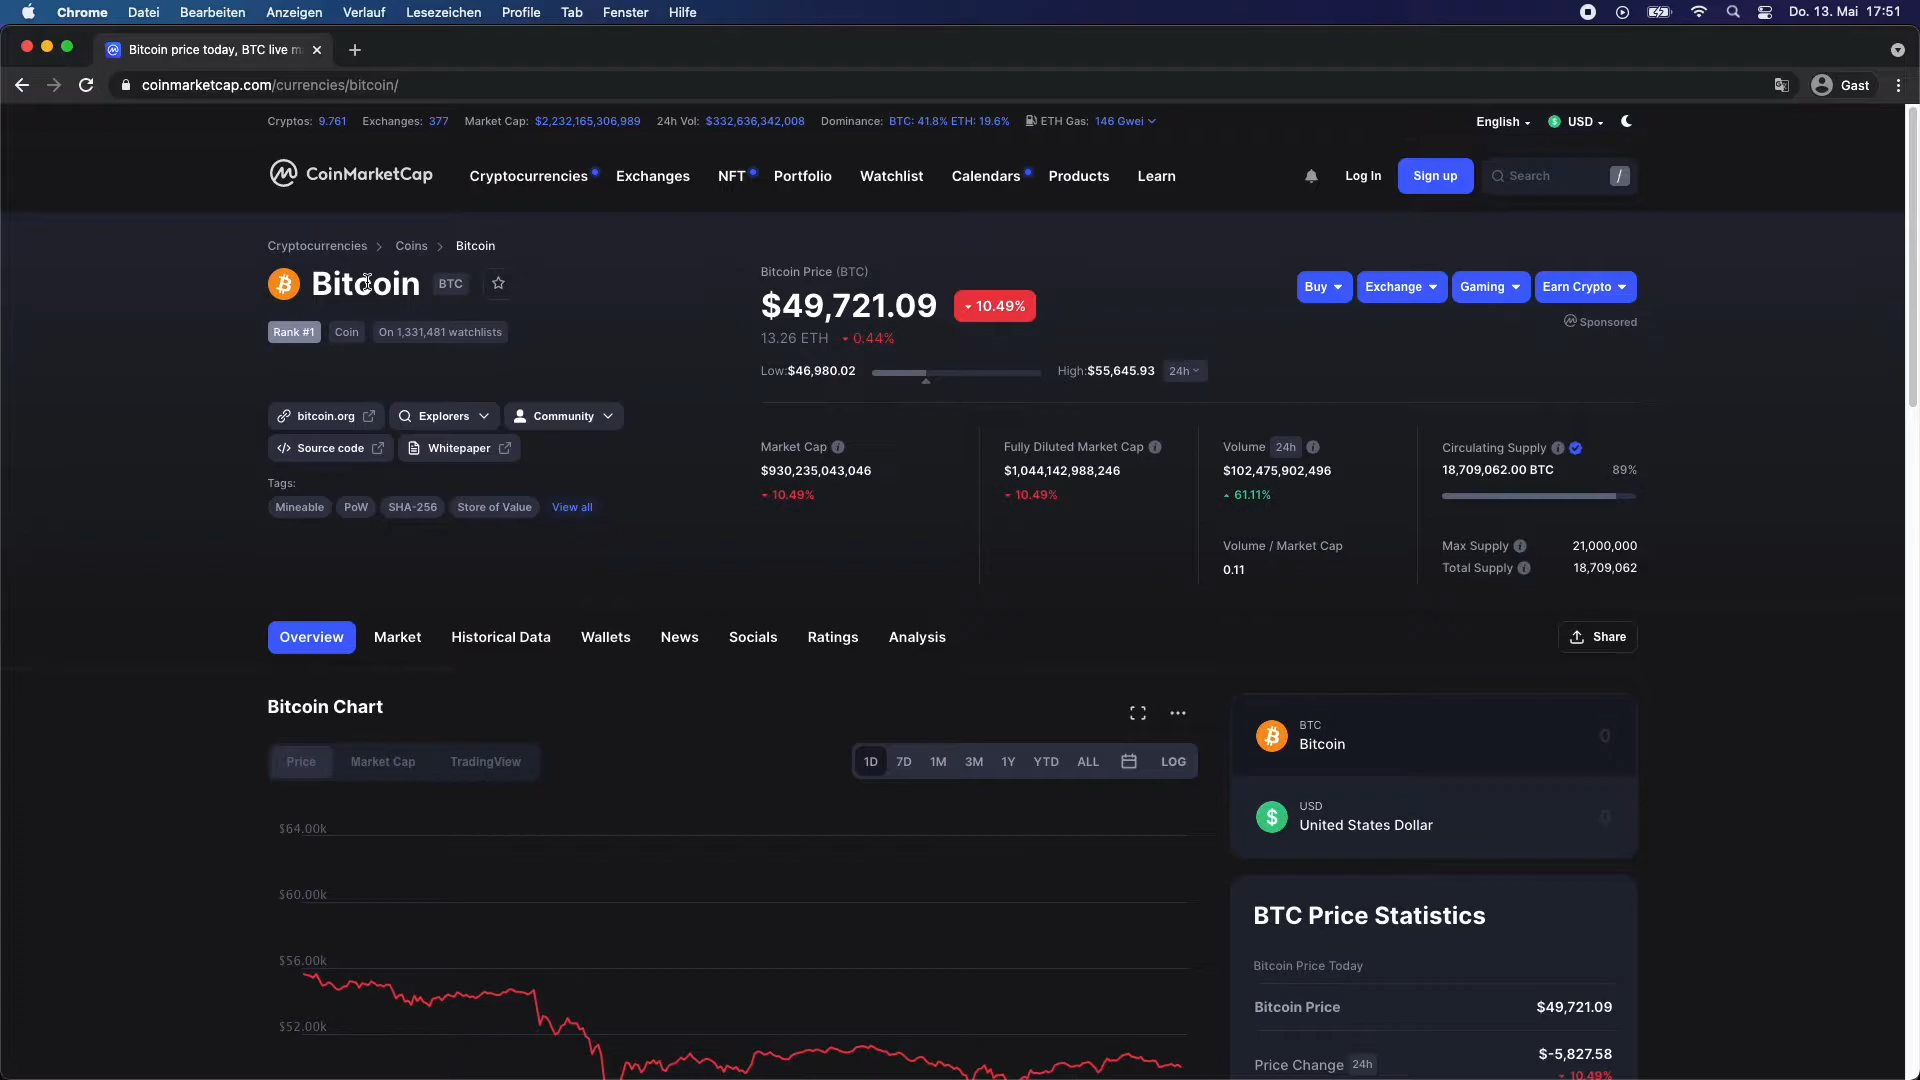 Chrome Datei Bearbeiten Anzeigen Verlauf Lesezeichen Profile Tab Fenster Hilfe Do. 13. Mai 17:51
Bitcoin price today, BTC live m
coinmarketcap.com/currencies/bitcoin/ Gast
Cryptos: 9.761 Exchanges: 377 Market Cap: $2,232,165,306,989 24h Vol: $332,636,342,008 Dominance: BTC: 41.8% ETH: 19.6% ETH Gas: 146 Gwei English USD
CoinMarketCap Cryptocurrencies Exchanges NFT Portfolio Watchlist Calendars Products Learn Log In Sign up Search /
Cryptocurrencies > Coins > Bitcoin
Bitcoin BTC
Rank #1 Coin On 1,331,481 watchlists
bitcoin.org Explorers Community
Source code Whitepaper
Tags:
Mineable PoW SHA-256 Store of Value View all
Bitcoin Price (BTC)
$49,721.09 10.49%
13.26 ETH 0.44%
Low:$46,980.02 High:$55,645.93 24h
Buy Exchange Gaming Earn Crypto
Sponsored
Market Cap
$930,235,043,046
10.49%
Fully Diluted Market Cap
$1,044,142,988,246
10.49%
Volume 24h
$102,475,902,496
61.11%
Volume / Market Cap
0.11
Circulating Supply
18,709,062.00 BTC 89%
Max Supply 21,000,000
Total Supply 18,709,062
Overview Market Historical Data Wallets News Socials Ratings Analysis Share
Bitcoin Chart
Price Market Cap TradingView 1D 7D 1M 3M 1Y YTD ALL LOG
$64.00k
$60.00k
$56.00k
$52.00k
BTC
Bitcoin 0
USD
United States Dollar 0
BTC Price Statistics
Bitcoin Price Today
Bitcoin Price $49,721.09
Price Change 24h $-5,827.58
10.49%